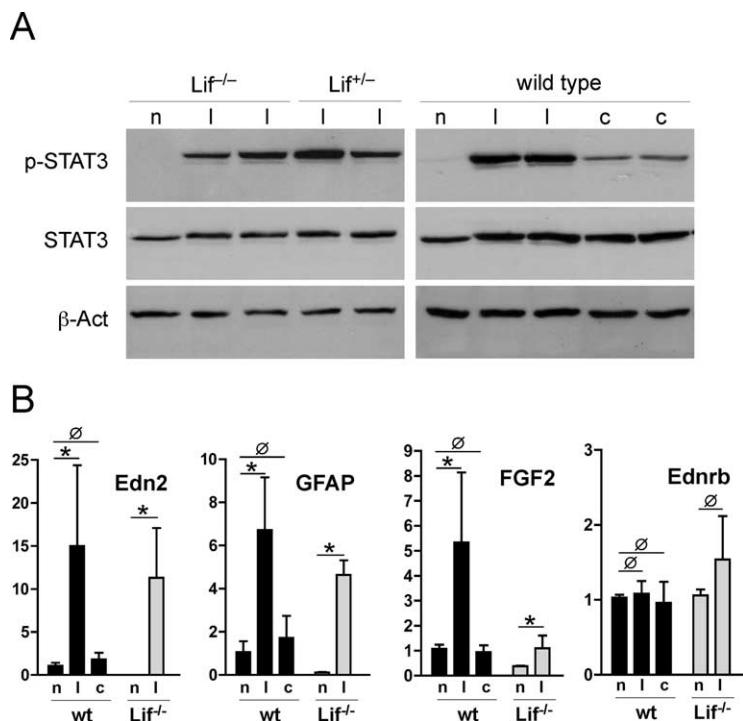 A
Lif–/– Lif+/– wild type
n l l l l n l l c c
p-STAT3
STAT3
β-Act
B
Ø Ø Ø
* * * * * * Ø Ø Ø
Edn2 GFAP FGF2 Ednrb
25 20 15 10 5 0
10 8 6 4 2 0
9 8 7 6 5 4 3 2 1 0
3 2 1 0
n l c n l n l c n l n l c n l n l c n l
wt Lif–/– wt Lif–/– wt Lif–/– wt Lif–/–